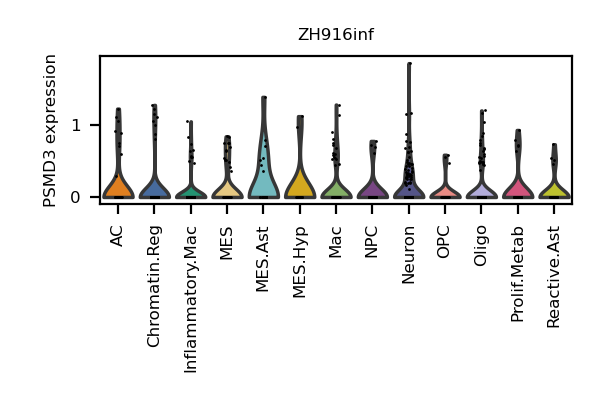 ZH916inf
PSMD3 expression
1
0
AC
Chromatin.Reg
Inflammatory.Mac
MES
MES.Ast
MES.Hyp
Mac
NPC
Neuron
OPC
Oligo
Prolif.Metab
Reactive.Ast